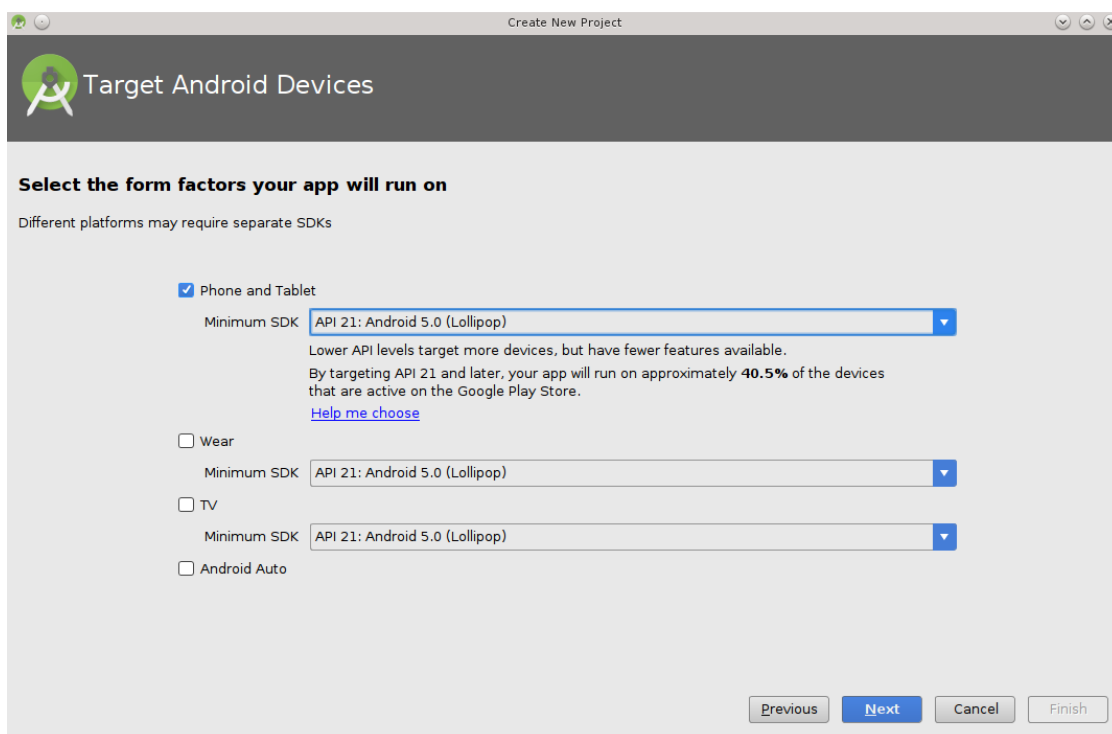 Create New Project
Target Android Devices
Select the form factors your app will run on
Different platforms may require separate SDKs
Phone and Tablet
Minimum SDK API 21: Android 5.0 (Lollipop)
Lower API levels target more devices, but have fewer features available.
By targeting API 21 and later, your app will run on approximately 40.5% of the devices
that are active on the Google Play Store.
Help me choose
Wear
Minimum SDK API 21: Android 5.0 (Lollipop)
TV
Minimum SDK API 21: Android 5.0 (Lollipop)
Android Auto
Previous Next Cancel Finish